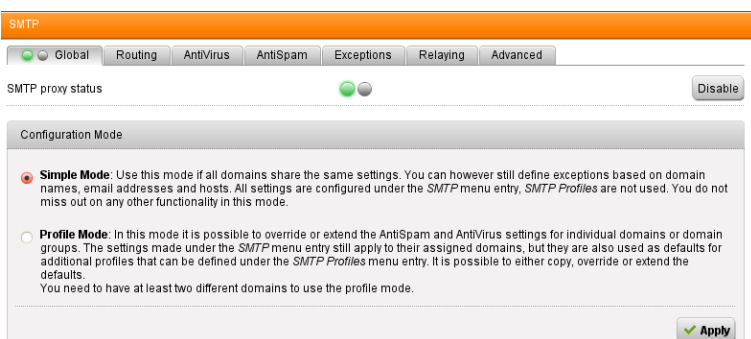 SMTP
Global Routing AntiVirus AntiSpam Exceptions Relaying Advanced
SMTP proxy status Disable
Configuration Mode
Simple Mode: Use this mode if all domains share the same settings. You can however still define exceptions based on domain
names, email addresses and hosts. All settings are configured under the SMTP menu entry, SMTP Profiles are not used. You do not
miss out on any other functionality in this mode.
Profile Mode: In this mode it is possible to override or extend the AntiSpam and AntiVirus settings for individual domains or domain
groups. The settings made under the SMTP menu entry still apply to their assigned domains, but they are also used as defaults for
additional profiles that can be defined under the SMTP Profiles menu entry. It is possible to either copy, override or extend the
defaults.
You need to have at least two different domains to use the profile mode.
Apply